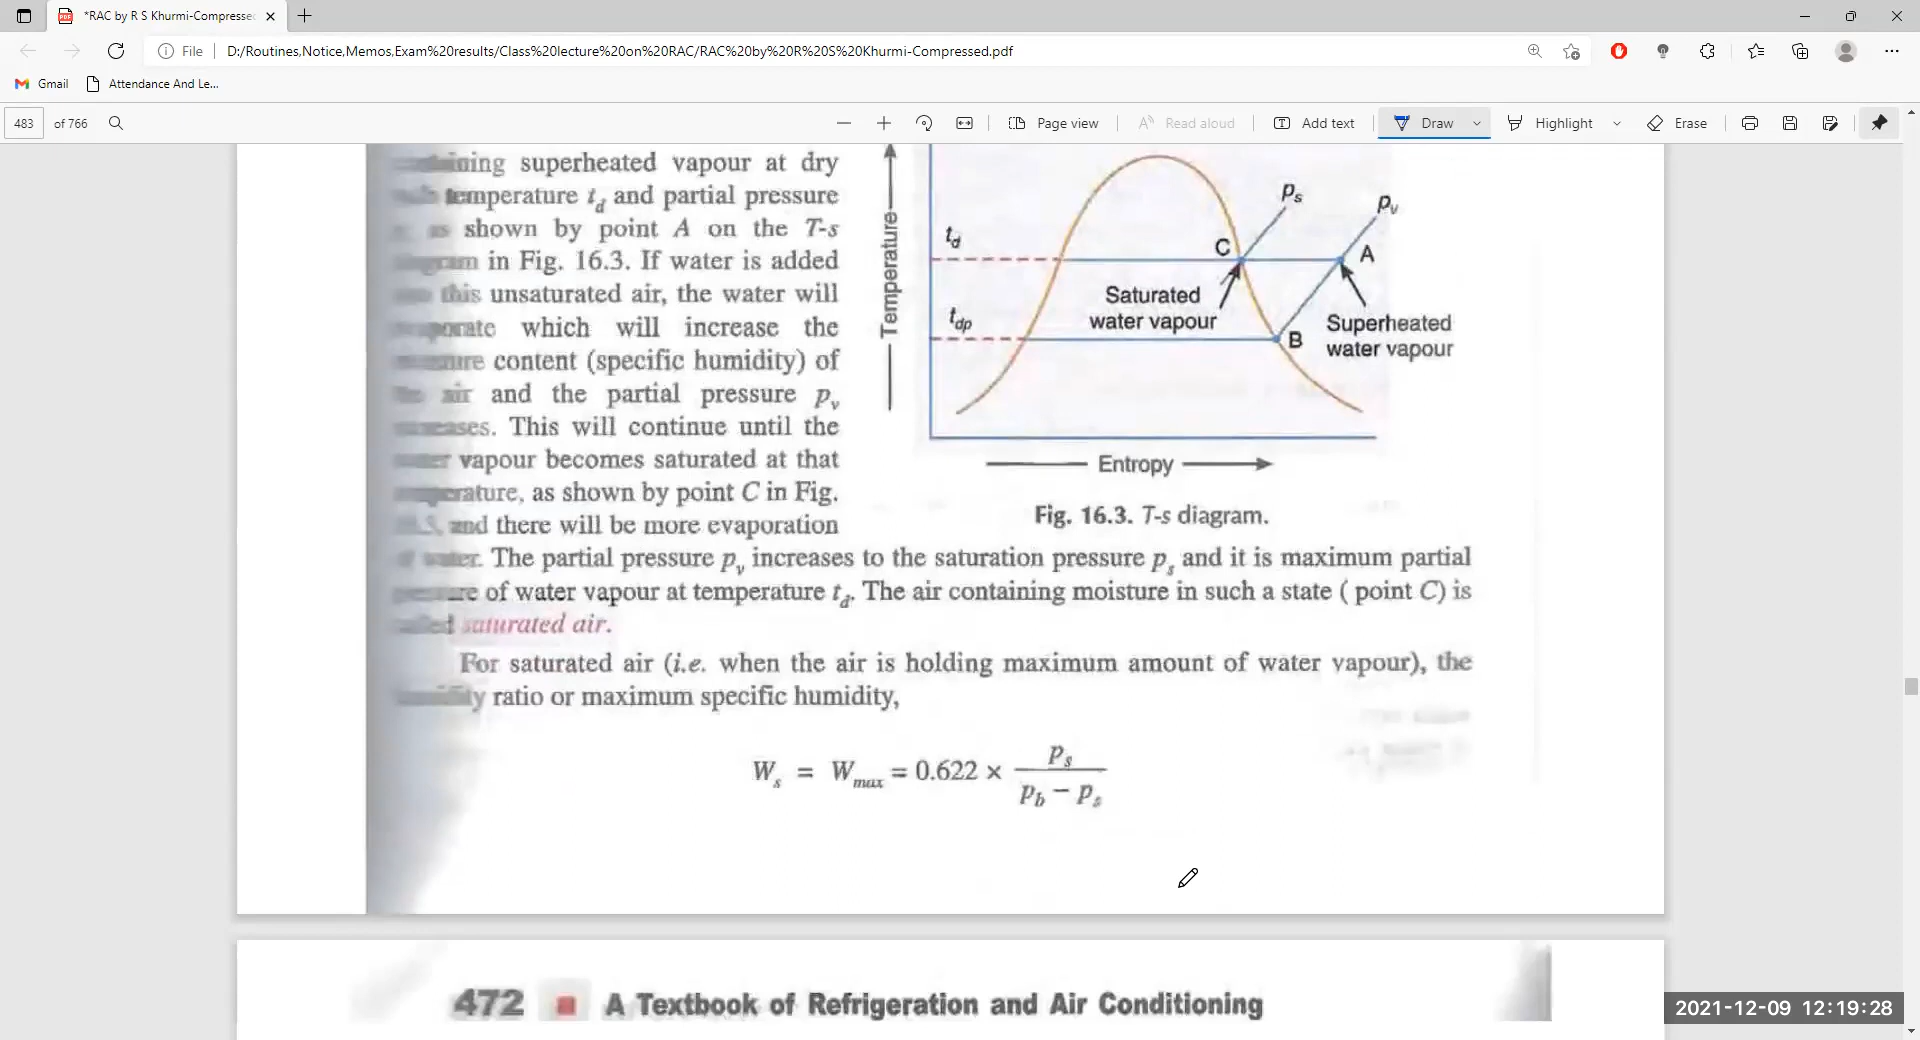 *RAC by R S Khurmi-Compressed
File D:/Routines,Notice,Memos,Exam%20results/Class%20lecture%20on%20RAC/RAC%20by%20R%20S%20Khurmi-Compressed.pdf
Gmail Attendance And Le...
483 of 766 Page view Read aloud Add text Draw Highlight Erase
superheated vapour at dry
temperature t_d and partial pressure
as shown by point A on the T-s
in Fig. 16.3. If water is added
this unsaturated air, the water will
which will increase the
content (specific humidity) of
air and the partial pressure p_v
This will continue until the
vapour becomes saturated at that
as shown by point C in Fig.
and there will be more evaporation
water. The partial pressure p_v increases to the saturation pressure p_s and it is maximum partial
of water vapour at temperature t_d. The air containing moisture in such a state ( point C) is
saturated air.
Temperature
t_d
t_dp
C
p_s
p_v
A
Saturated
water vapour
B
Superheated
water vapour
Entropy
Fig. 16.3. T-s diagram.
For saturated air (i.e. when the air is holding maximum amount of water vapour), the
ratio or maximum specific humidity,
W_s = W_max = 0.622 × p_s / (p_b − p_s)
472 A Textbook of Refrigeration and Air Conditioning
2021-12-09 12:19:28